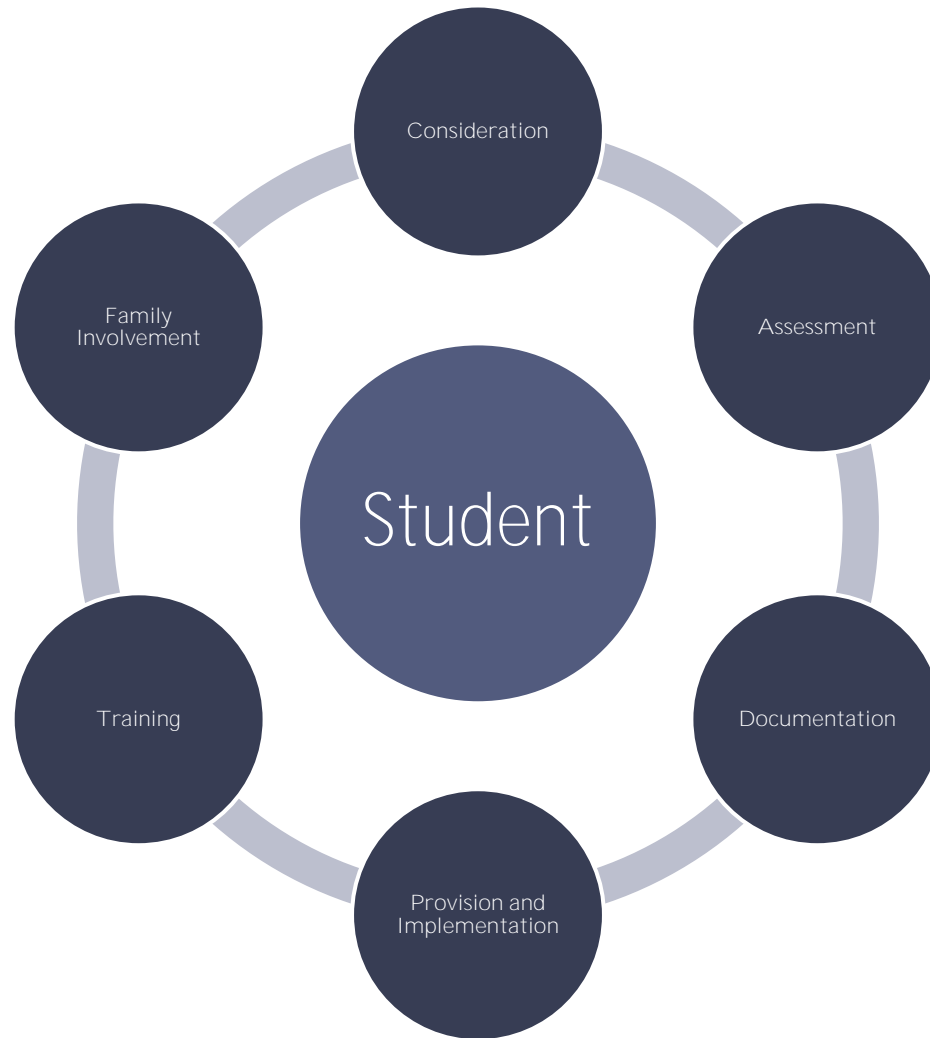 Consideration
Assessment
Documentation
Provision and
Implementation
Training
Family
Involvement
Student